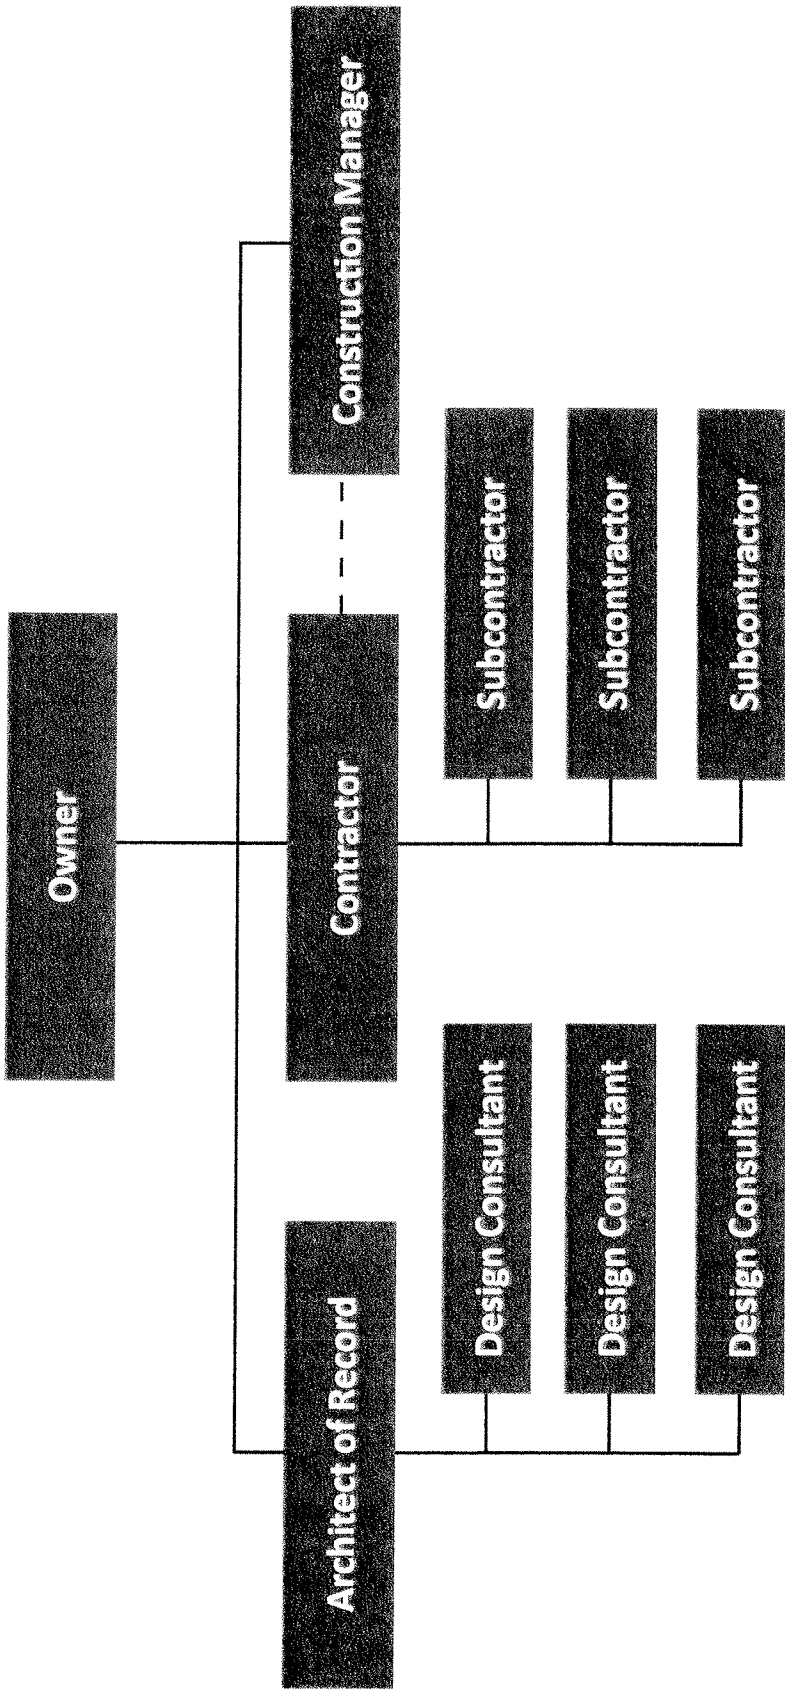 Owner
Architect of Record
Contractor
Construction Manager
Design Consultant
Design Consultant
Design Consultant
Subcontractor
Subcontractor
Subcontractor